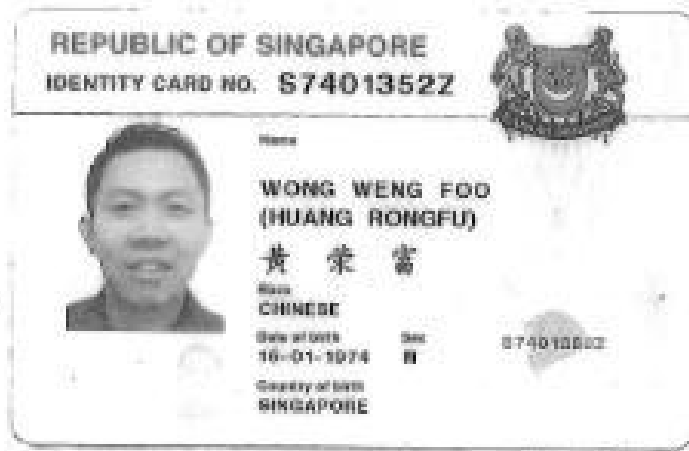 REPUBLIC OF SINGAPORE
IDENTITY CARD NO. S7401352Z
Name
WONG WENG FOO
(HUANG RONGFU)
黄 荣 富
Race
CHINESE
Date of birth Sex
16-01-1974 M
Country of birth
SINGAPORE